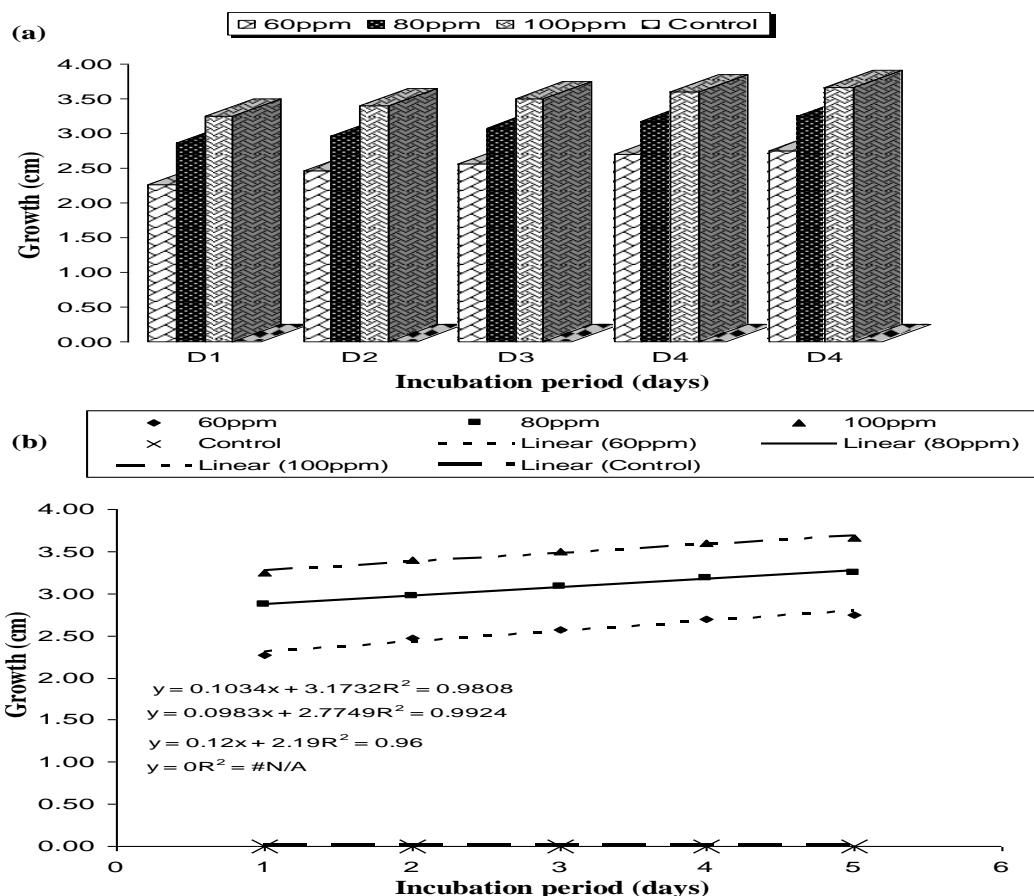 60ppm 80ppm 100ppm Control
(a)
4.00
3.50
3.00
2.50
2.00
1.50
1.00
0.50
0.00
Growth (cm)
D1 D2 D3 D4 D4
Incubation period (days)
(b)
60ppm 80ppm 100ppm
Control Linear (60ppm) Linear (80ppm)
Linear (100ppm) Linear (Control)
4.00
3.50
3.00
2.50
2.00
1.50
1.00
0.50
0.00
Growth (cm)
y = 0.1034x + 3.1732R² = 0.9808
y = 0.0983x + 2.7749R² = 0.9924
y = 0.12x + 2.19R² = 0.96
y = 0R² = #N/A
0 1 2 3 4 5 6
Incubation period (days)